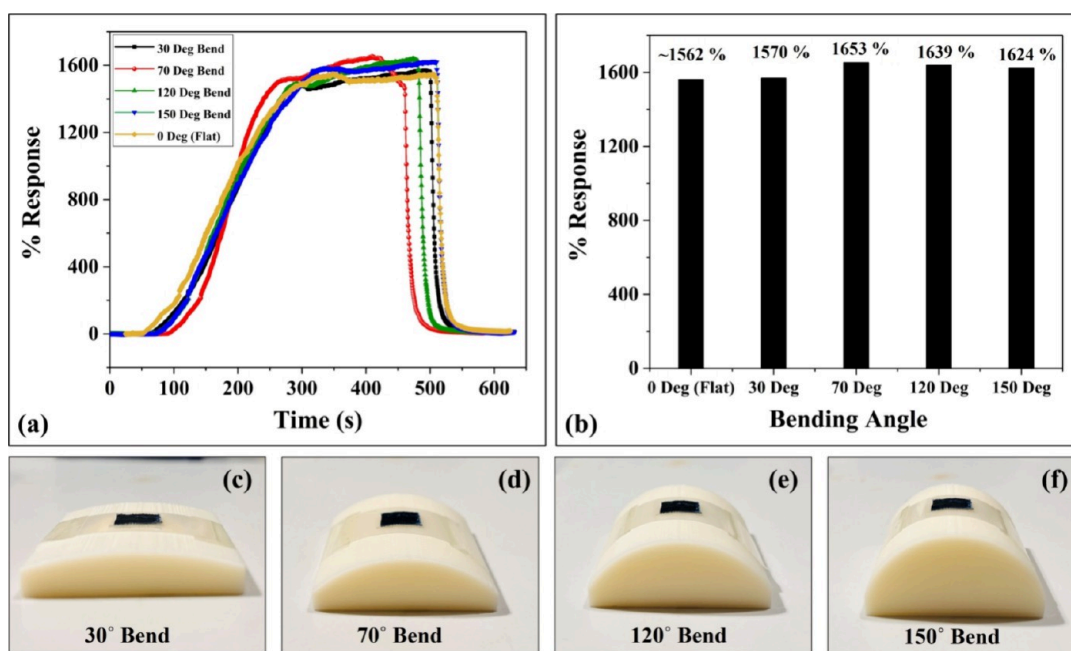 % Response
1600
1200
800
400
0
0
100
200
300
400
500
600
Time (s)
30 Deg Bend
70 Deg Bend
120 Deg Bend
150 Deg Bend
0 Deg (Flat)
(a)
% Response
1600
1200
800
400
0
~1562 %
1570 %
1653 %
1639 %
1624 %
0 Deg (Flat)
30 Deg
70 Deg
120 Deg
150 Deg
Bending Angle
(b)
(c)
30° Bend
(d)
70° Bend
(e)
120° Bend
(f)
150° Bend